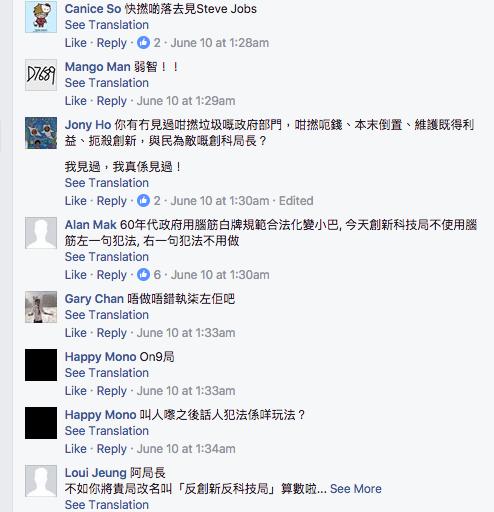 Canice So 快撚啲落去見Steve Jobs
See Translation
Like · Reply · 2 · June 10 at 1:28am
D7689
Mango Man 弱智！！
See Translation
Like · Reply · June 10 at 1:29am
Jony Ho 你有冇見過咁撚垃圾嘅政府部門，咁撚呃錢、本末倒置、維護既得利
益、扼殺創新，與民為敵嘅創科局長？
我見過，我真係見過！
See Translation
Like · Reply · 2 · June 10 at 1:30am · Edited
Alan Mak 60年代政府用腦筋白牌規範合法化變小巴, 今天創新科技局不使用腦
筋左一句犯法, 右一句犯法不用做
See Translation
Like · Reply · 6 · June 10 at 1:30am
Gary Chan 唔做唔錯執柒左佢吧
See Translation
Like · Reply · June 10 at 1:33am
Happy Mono On9局
See Translation
Like · Reply · June 10 at 1:33am
Happy Mono 叫人嚟之後話人犯法係咩玩法？
See Translation
Like · Reply · June 10 at 1:34am
Loui Jeung 阿局長
不如你將貴局改名叫「反創新反科技局」算數啦... See More
See Translation